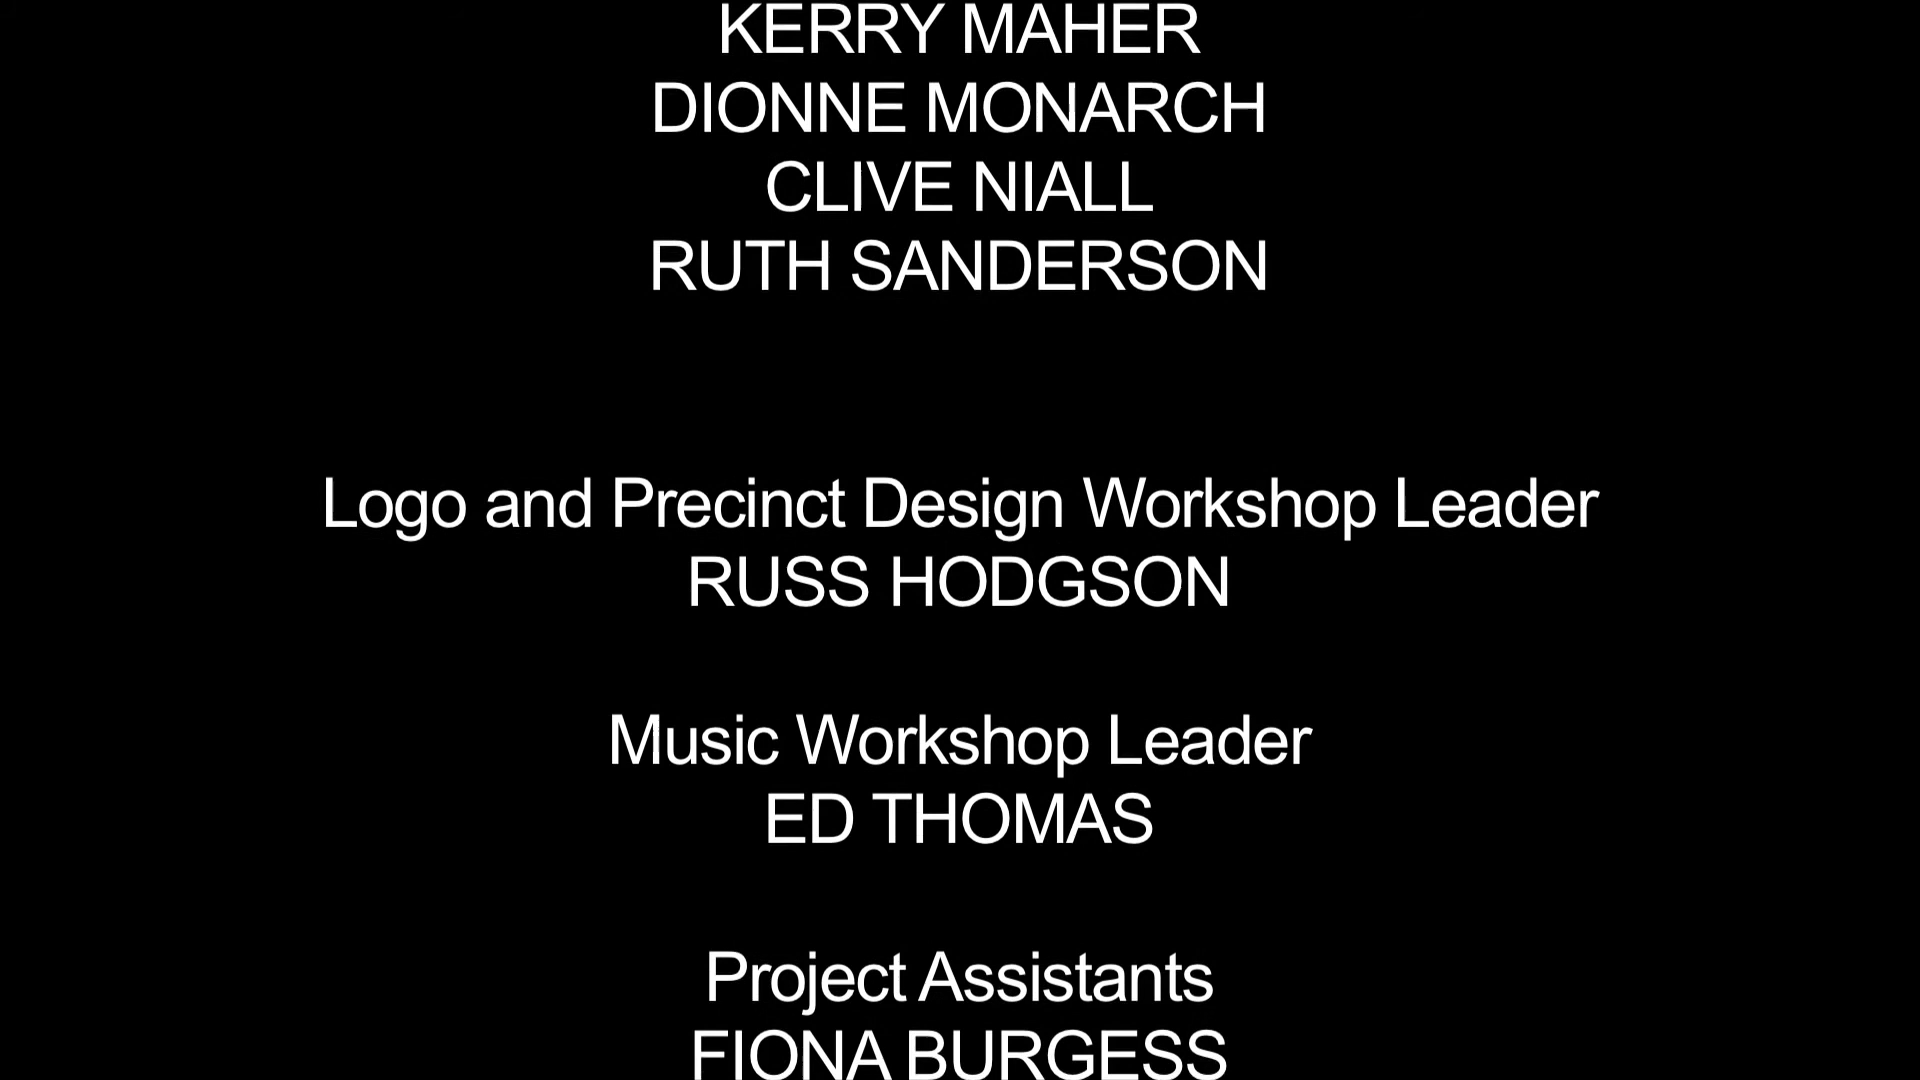 KERRY MAHER
DIONNE MONARCH
CLIVE NIALL
RUTH SANDERSON
Logo and Precinct Design Workshop Leader
RUSS HODGSON
Music Workshop Leader
ED THOMAS
Project Assistants
FIONA BURGESS